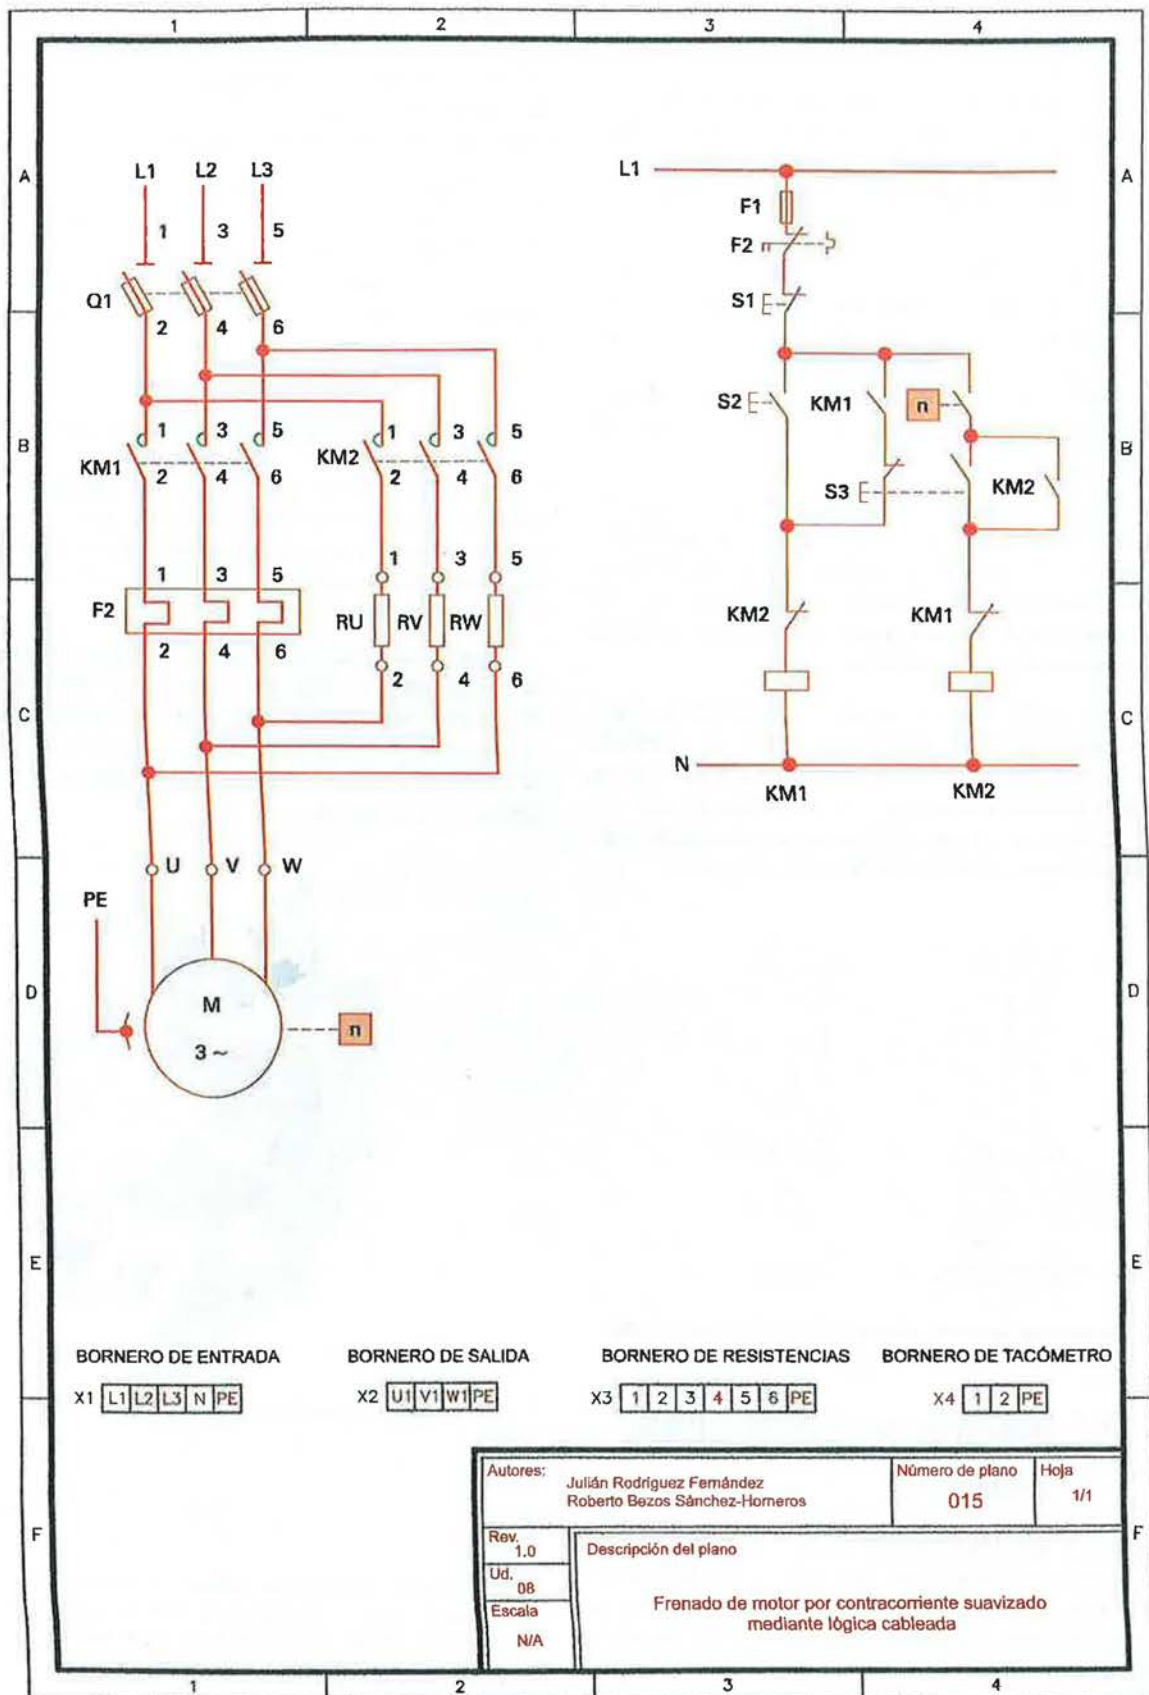 1 2 3 4
A A
L1 L2 L3
1 3 5
Q1
2 4 6
B B
1 3 5 1 3 5
KM1 KM2
2 4 6 2 4 6
1 3 5 1 3 5
F2 RU RV RW
2 4 6 2 4 6
C C
U V W
PE
D D
M
3 ~
n
L1
F1
F2
S1
S2 KM1 n
S3 KM2
KM2 KM1
N
KM1 KM2
E E
BORNERO DE ENTRADA
X1 L1 L2 L3 N PE
BORNERO DE SALIDA
X2 U1 V1 W1 PE
BORNERO DE RESISTENCIAS
X3 1 2 3 4 5 6 PE
BORNERO DE TACÓMETRO
X4 1 2 PE
F F
Autores:
Julián Rodríguez Fernández
Roberto Bezos Sánchez-Horneros
Número de plano
015
Hoja
1/1
Rev.
1.0
Ud.
08
Escala
N/A
Descripción del plano
Frenado de motor por contracorriente suavizado
mediante lógica cableada
1 2 3 4